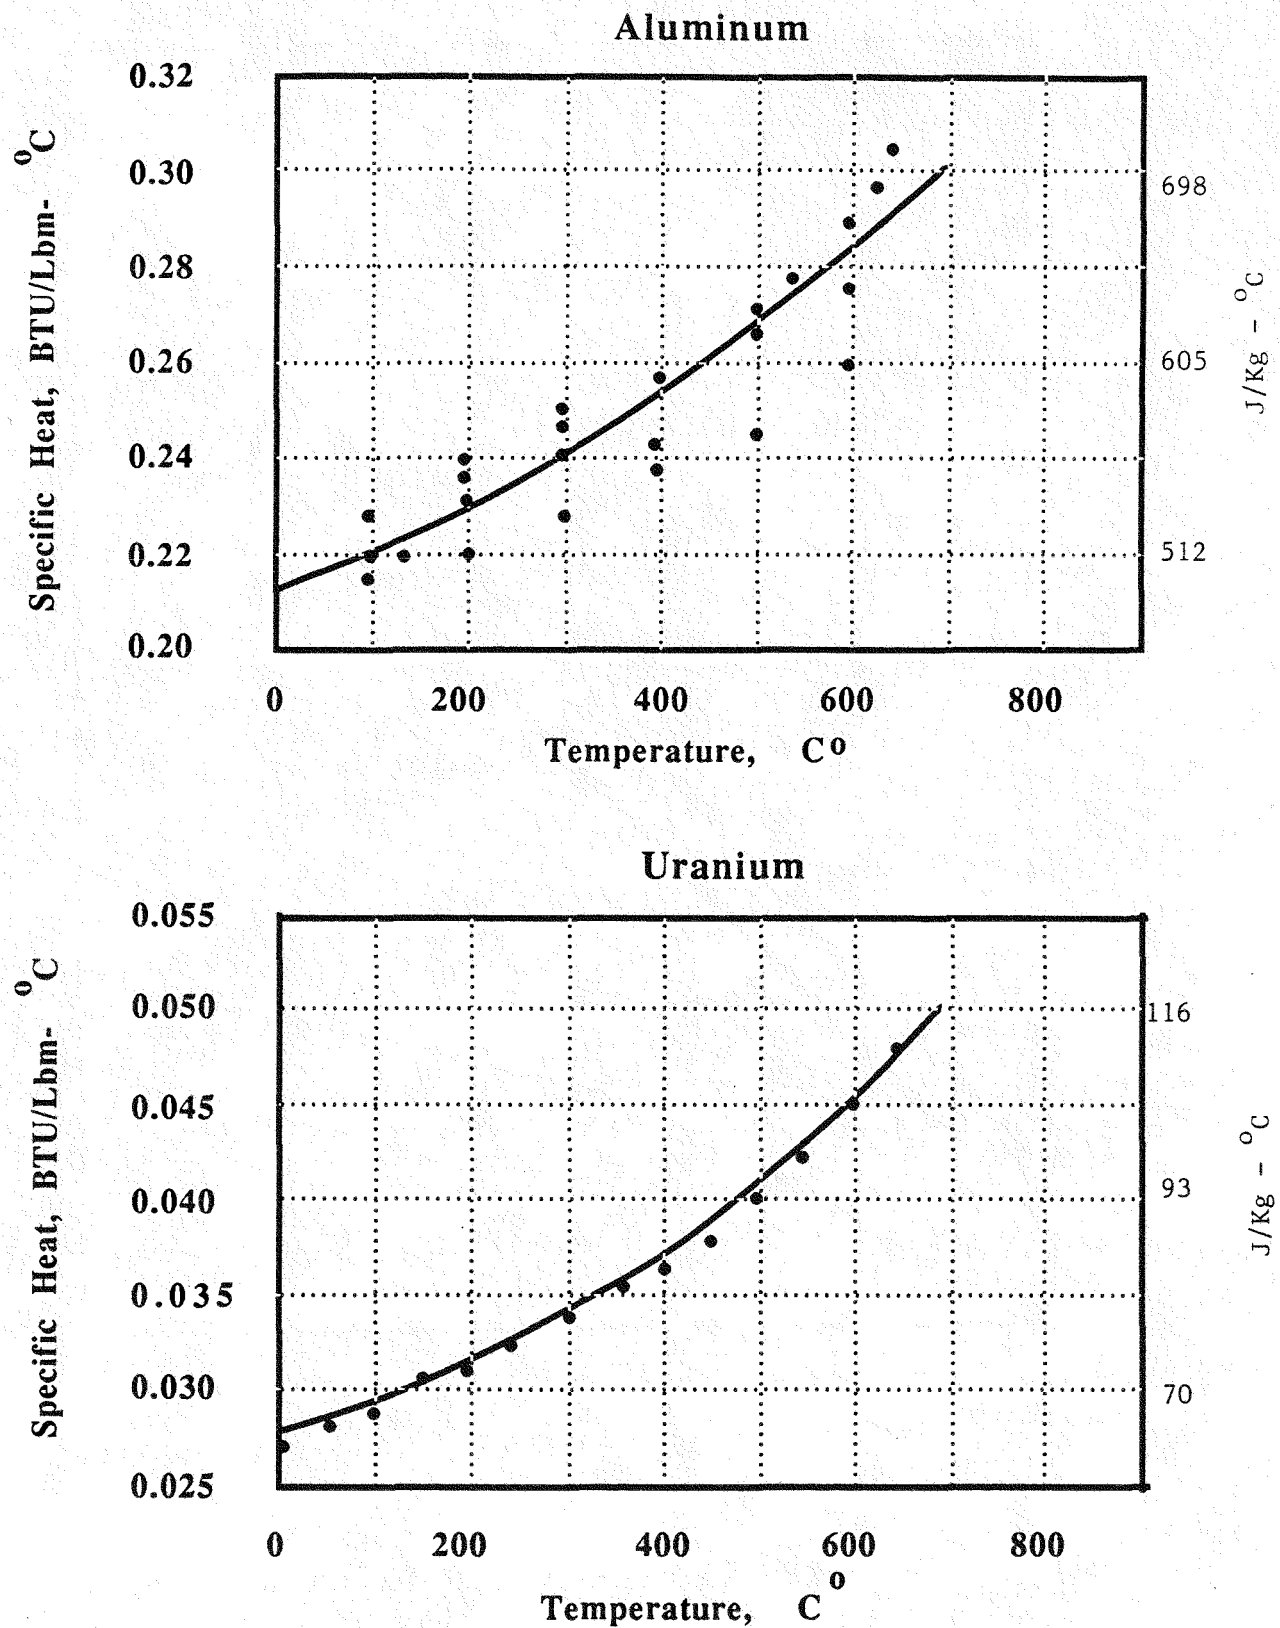 Aluminum
Specific Heat, BTU/Lbm- °C
0.32
0.30
0.28
0.26
0.24
0.22
0.20
698
605
512
J/Kg - °C
0 200 400 600 800
Temperature, C°
Uranium
Specific Heat, BTU/Lbm- °C
0.055
0.050
0.045
0.040
0.035
0.030
0.025
116
93
70
J/Kg - °C
0 200 400 600 800
Temperature, C°